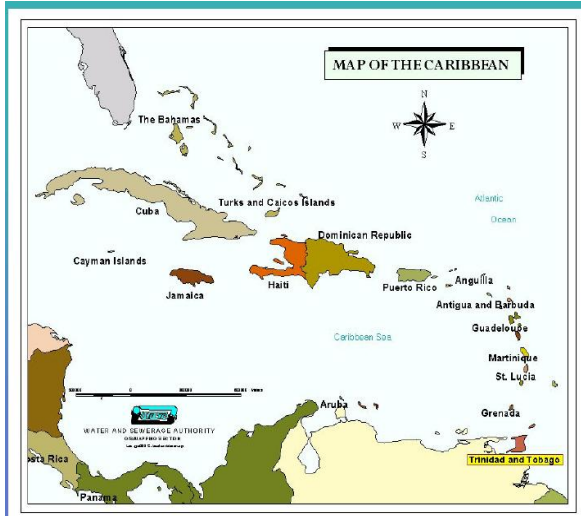 MAP OF THE CARIBBEAN
N
W E
S
The Bahamas
Atlantic
Ocean
Cuba
Turks and Caicos Islands
Dominican Republic
Cayman Islands
Jamaica
Haiti
Puerto Rico
Anguilla
Antigua and Barbuda
Guadeloupe
Caribbean Sea
Martinique
St. Lucia
Aruba
Grenada
WATER AND SEWERAGE AUTHORITY
Trinidad and Tobago
osta Rica
Panama